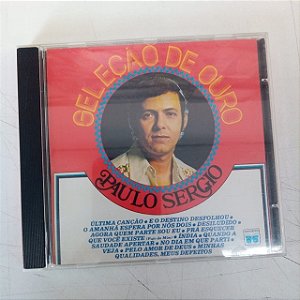 SELEÇÃO DE OURO
PAULO SERGIO
ÚLTIMA CANÇÃO • E O DESTINO DESFOLHOU •
O AMANHÃ ESPERA POR NÓS DOIS • DESILUDIDO •
AGORA QUEM PARTE SOU EU • PRÁ ESQUECER
QUE VOCÊ EXISTE • ÍNDIA • QUANDO A
SAUDADE APERTAR • NO DIA EM QUE PARTI •
VEJA • PELO AMOR DE DEUS • MINHAS
QUALIDADES, MEUS DEFEITOS •